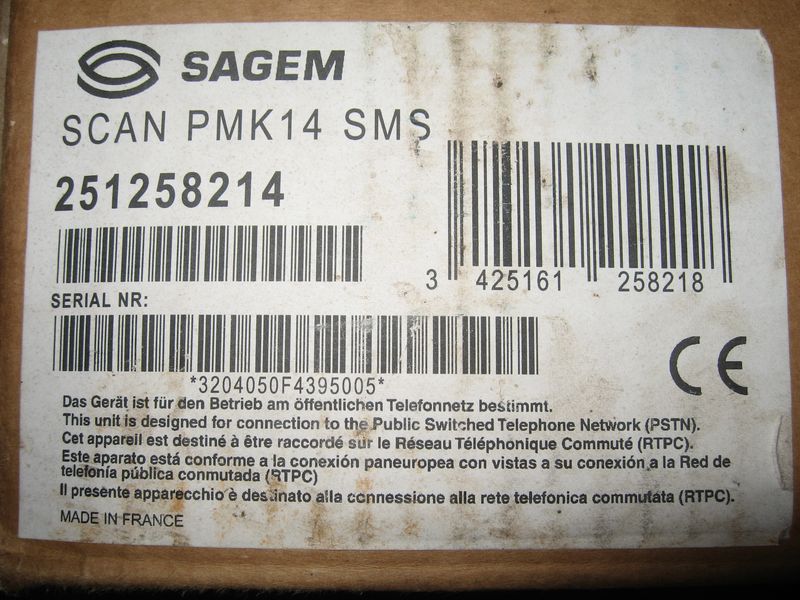 SAGEM
SCAN PMK14 SMS
251258214
3 425161 258218
SERIAL NR:
*3204050F4395005*
Das Gerät ist für den Betrieb am öffentlichen Telefonnetz bestimmt.
This unit is designed for connection to the Public Switched Telephone Network (PSTN).
Cet appareil est destiné à être raccordé sur le Réseau Téléphonique Commuté (RTPC).
Este aparato está conforme a la conexión paneuropea con vistas a su conexión a la Red de
telefonía pública conmutada (RTPC)
Il presente apparecchio è destinato alla connessione alla rete telefonica commutata (RTPC).
MADE IN FRANCE
CE